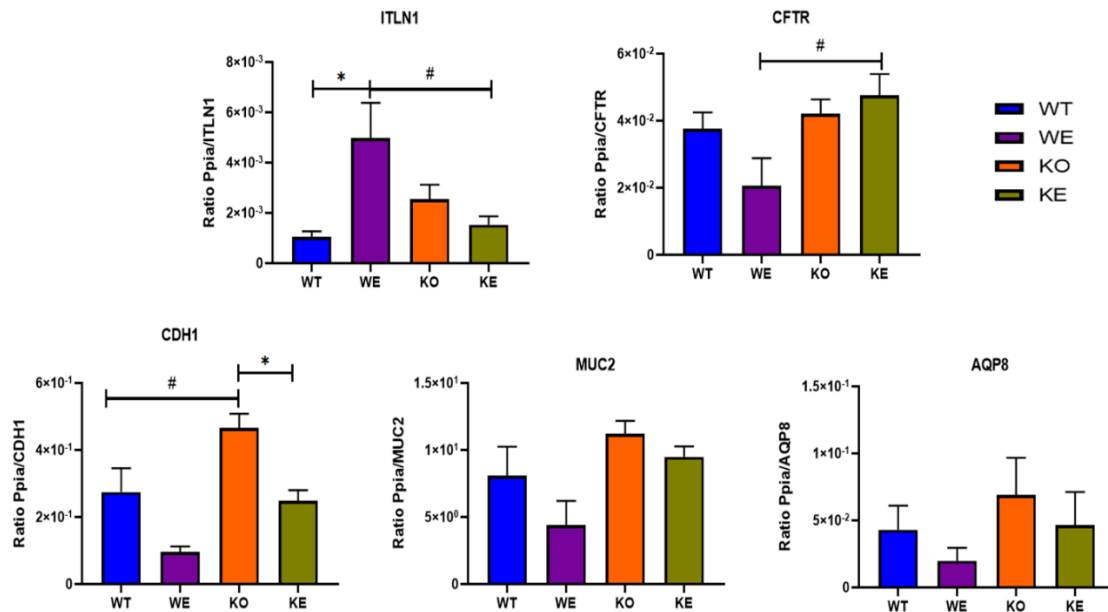 ITLN1
Ratio Ppia/ITLN1
8×10⁻³
6×10⁻³
4×10⁻³
2×10⁻³
0
*
#
WT WE KO KE
CFTR
Ratio Ppia/CFTR
6×10⁻²
4×10⁻²
2×10⁻²
0
#
WT WE KO KE
WT
WE
KO
KE
CDH1
Ratio Ppia/CDH1
6×10⁻¹
4×10⁻¹
2×10⁻¹
0
#
*
WT WE KO KE
MUC2
Ratio Ppia/MUC2
1.5×10¹
1×10¹
5×10⁰
0
WT WE KO KE
AQP8
Ratio Ppia/AQP8
1.5×10⁻¹
1×10⁻¹
5×10⁻²
0
WT WE KO KE